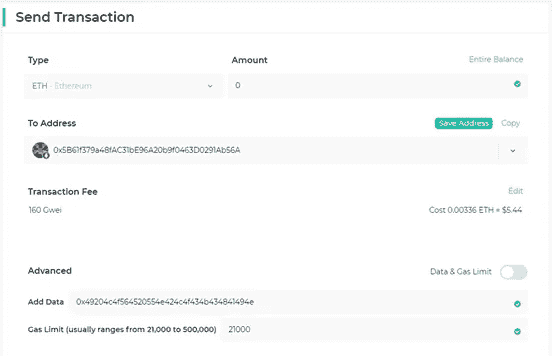 Send Transaction
Type Amount Entire Balance
ETH - Ethereum 0
To Address Save Address Copy
0x5B61f379a48fAC31bE96A20b9f0463D0291Ab56A
Transaction Fee Edit
160 Gwei Cost 0.00336 ETH = $5.44
Advanced Data & Gas Limit
Add Data 0x49204c4f564520554e424c4f434b434841494e
Gas Limit (usually ranges from 21,000 to 500,000) 21000